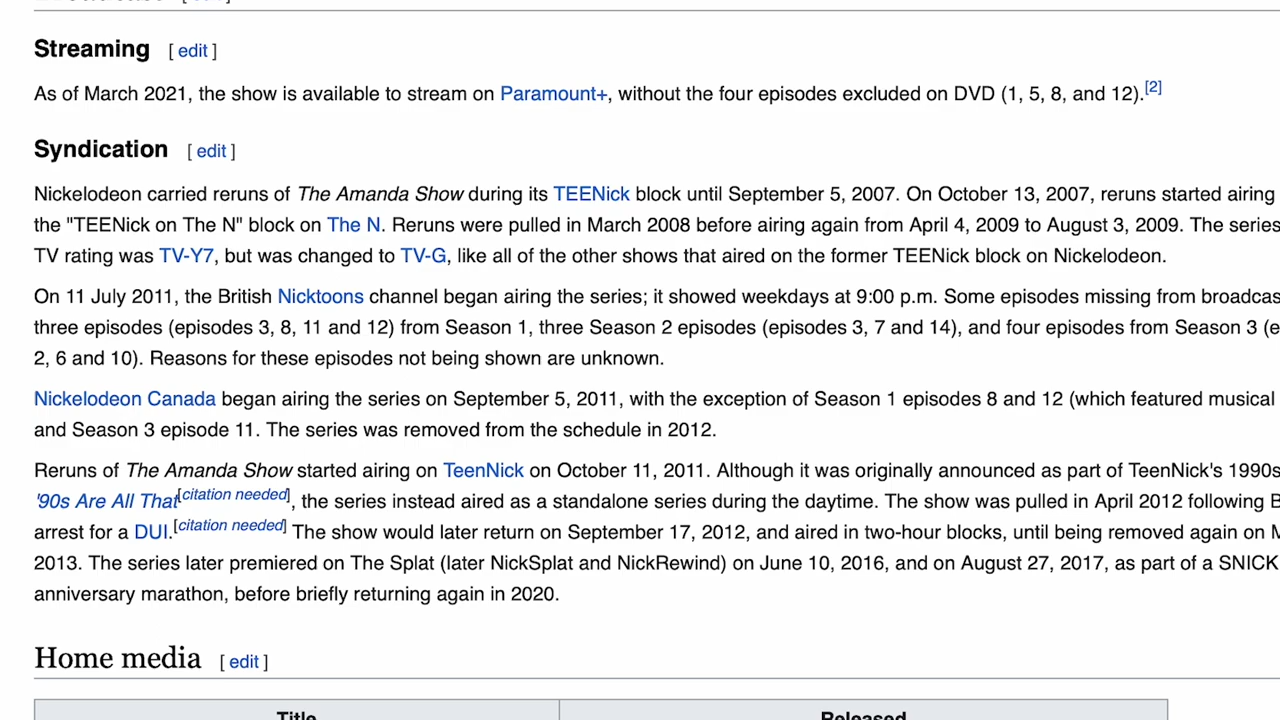 Streaming [ edit ]
As of March 2021, the show is available to stream on Paramount+, without the four episodes excluded on DVD (1, 5, 8, and 12).[2]
Syndication [ edit ]
Nickelodeon carried reruns of The Amanda Show during its TEENick block until September 5, 2007. On October 13, 2007, reruns started airing
the "TEENick on The N" block on The N. Reruns were pulled in March 2008 before airing again from April 4, 2009 to August 3, 2009. The series
TV rating was TV-Y7, but was changed to TV-G, like all of the other shows that aired on the former TEENick block on Nickelodeon.
On 11 July 2011, the British Nicktoons channel began airing the series; it showed weekdays at 9:00 p.m. Some episodes missing from broadcas
three episodes (episodes 3, 8, 11 and 12) from Season 1, three Season 2 episodes (episodes 3, 7 and 14), and four episodes from Season 3 (e
2, 6 and 10). Reasons for these episodes not being shown are unknown.
Nickelodeon Canada began airing the series on September 5, 2011, with the exception of Season 1 episodes 8 and 12 (which featured musical
and Season 3 episode 11. The series was removed from the schedule in 2012.
Reruns of The Amanda Show started airing on TeenNick on October 11, 2011. Although it was originally announced as part of TeenNick's 1990s
'90s Are All That[citation needed], the series instead aired as a standalone series during the daytime. The show was pulled in April 2012 following B
arrest for a DUI.[citation needed] The show would later return on September 17, 2012, and aired in two-hour blocks, until being removed again on M
2013. The series later premiered on The Splat (later NickSplat and NickRewind) on June 10, 2016, and on August 27, 2017, as part of a SNICK
anniversary marathon, before briefly returning again in 2020.
Home media [ edit ]
Title Released